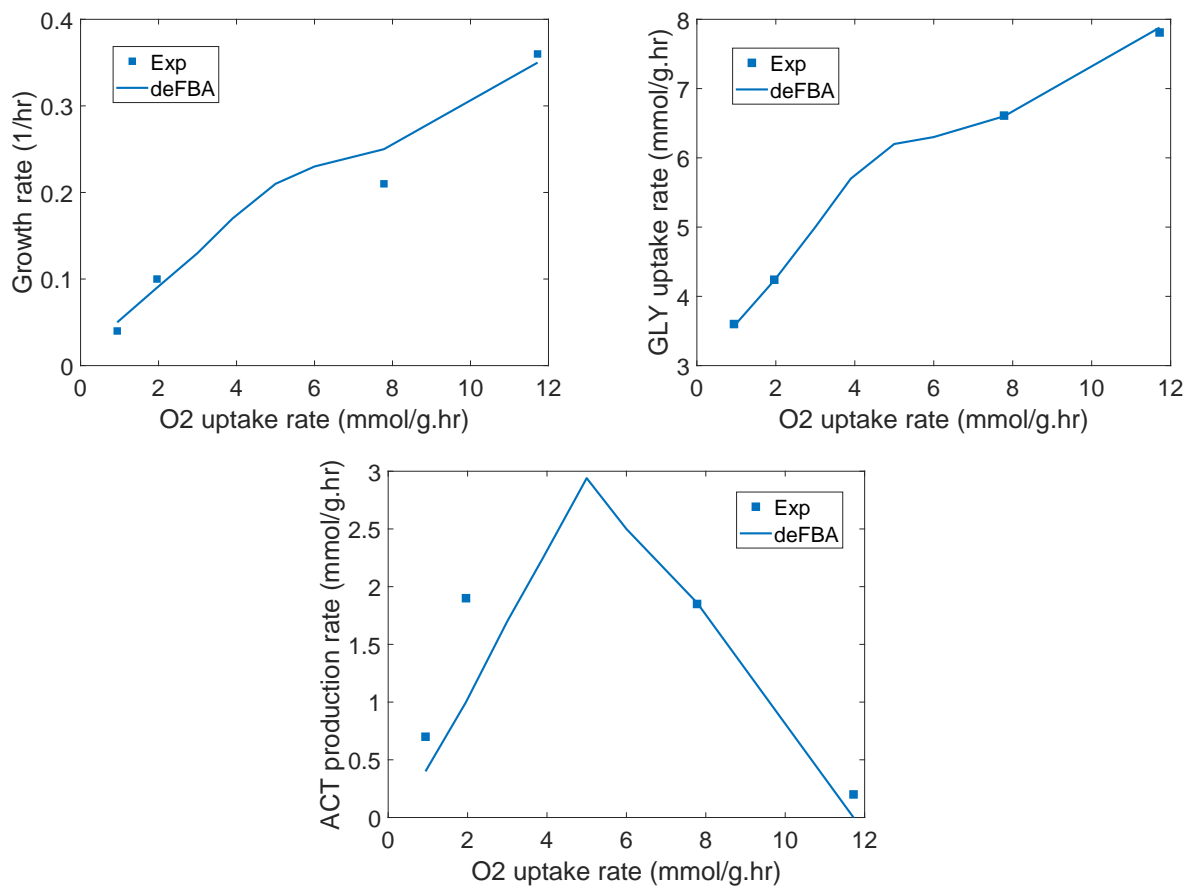 0.4
0.3
0.2
0.1
0
0 2 4 6 8 10 12
Growth rate (1/hr)
O2 uptake rate (mmol/g.hr)
Exp
deFBA
8
7
6
5
4
3
0 2 4 6 8 10 12
GLY uptake rate (mmol/g.hr)
O2 uptake rate (mmol/g.hr)
Exp
deFBA
3
2.5
2
1.5
1
0.5
0
0 2 4 6 8 10 12
ACT production rate (mmol/g.hr)
O2 uptake rate (mmol/g.hr)
Exp
deFBA